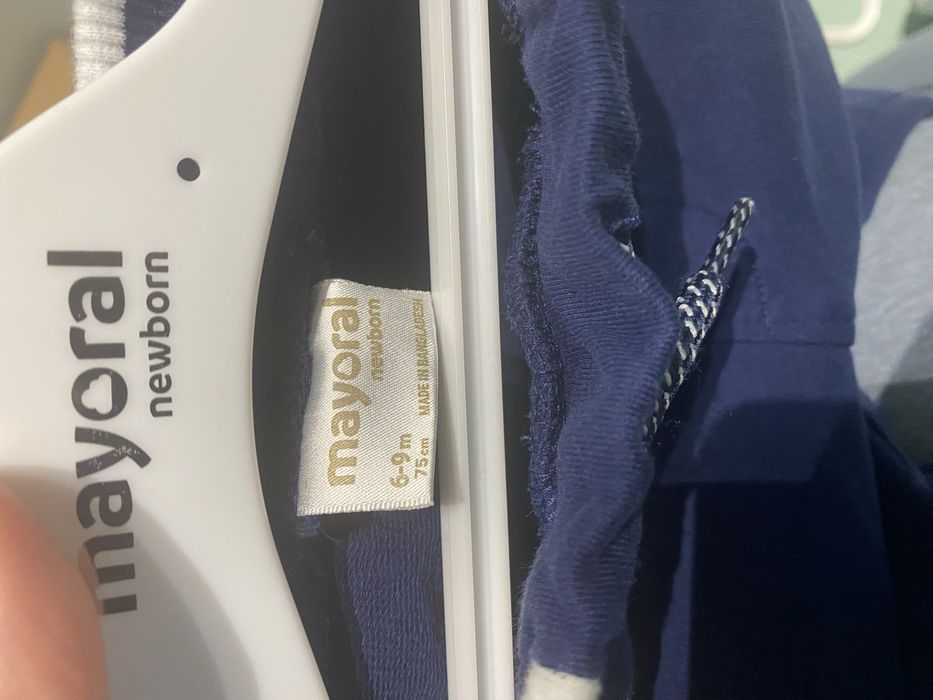 mayoral
newborn
mayoral
newborn
6-9 m
75 cm
MADE IN BANGLADESH